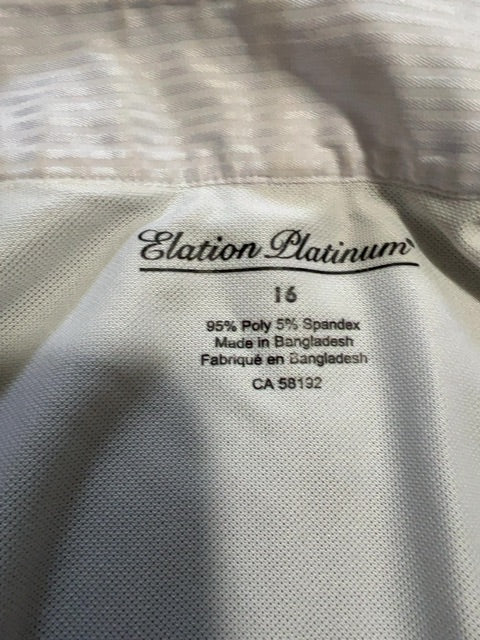 Elation Platinum
16
95% Poly 5% Spandex
Made in Bangladesh
Fabriqué en Bangladesh
CA 58192